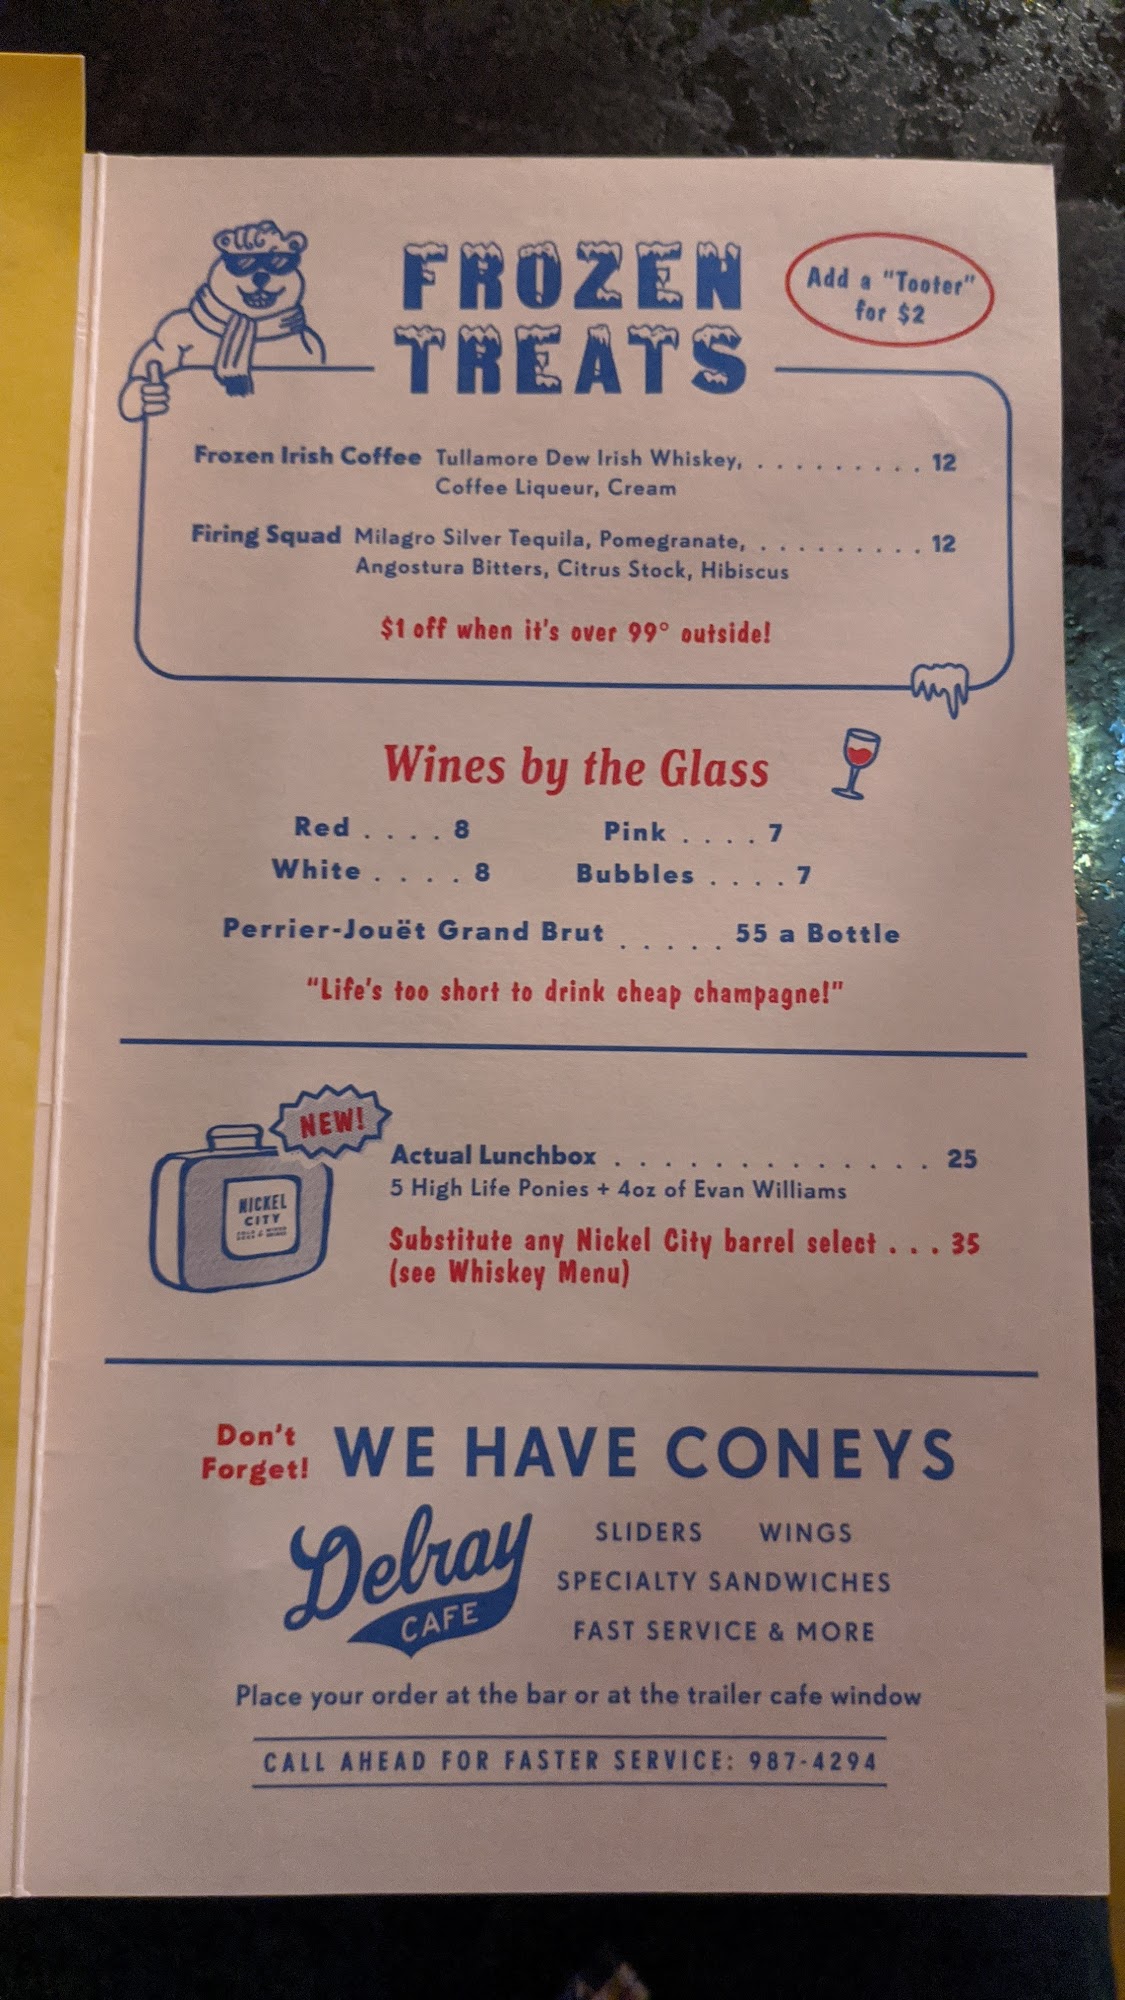 FROZEN
TREATS
Add a "Tooter"
for $2
Frozen Irish Coffee Tullamore Dew Irish Whiskey, . . . . . . . . . 12
Coffee Liqueur, Cream
Firing Squad Milagro Silver Tequila, Pomegranate, . . . . . . . . . 12
Angostura Bitters, Citrus Stock, Hibiscus
$1 off when it's over 99° outside!
Wines by the Glass
Red . . . . 8 Pink . . . . 7
White . . . . 8 Bubbles . . . . 7
Perrier-Jouët Grand Brut . . . . . 55 a Bottle
"Life's too short to drink cheap champagne!"
NEW!
NICKEL
CITY
Actual Lunchbox . . . . . . . . . . . . . . 25
5 High Life Ponies + 4oz of Evan Williams
Substitute any Nickel City barrel select . . . 35
(see Whiskey Menu)
Don't
Forget!
WE HAVE CONEYS
Delray
CAFE
SLIDERS WINGS
SPECIALTY SANDWICHES
FAST SERVICE & MORE
Place your order at the bar or at the trailer cafe window
CALL AHEAD FOR FASTER SERVICE: 987-4294